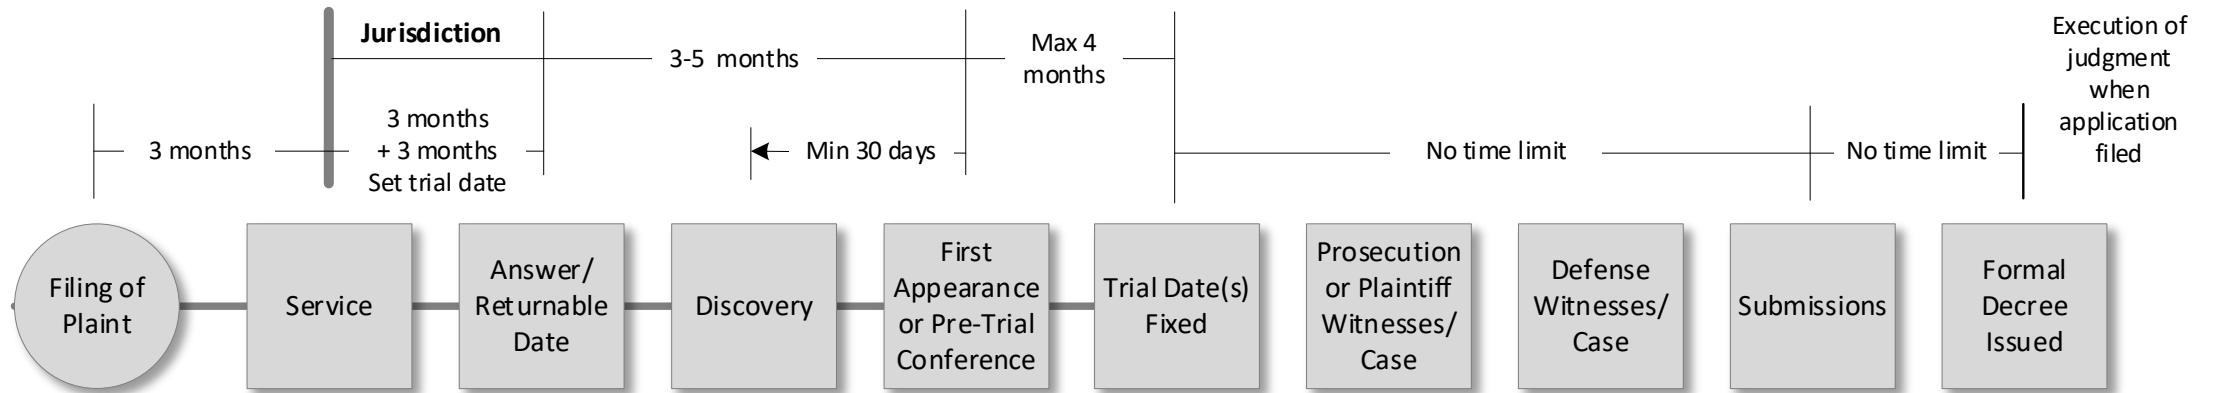 Jurisdiction
3-5 months
Max 4
months
Execution of
judgment
when
application
filed
3 months
3 months
+ 3 months
Set trial date
Min 30 days
No time limit
No time limit
Filing of
Plaint
Service
Answer/
Returnable
Date
Discovery
First
Appearance
or Pre-Trial
Conference
Trial Date(s)
Fixed
Prosecution
or Plaintiff
Witnesses/
Case
Defense
Witnesses/
Case
Submissions
Formal
Decree
Issued